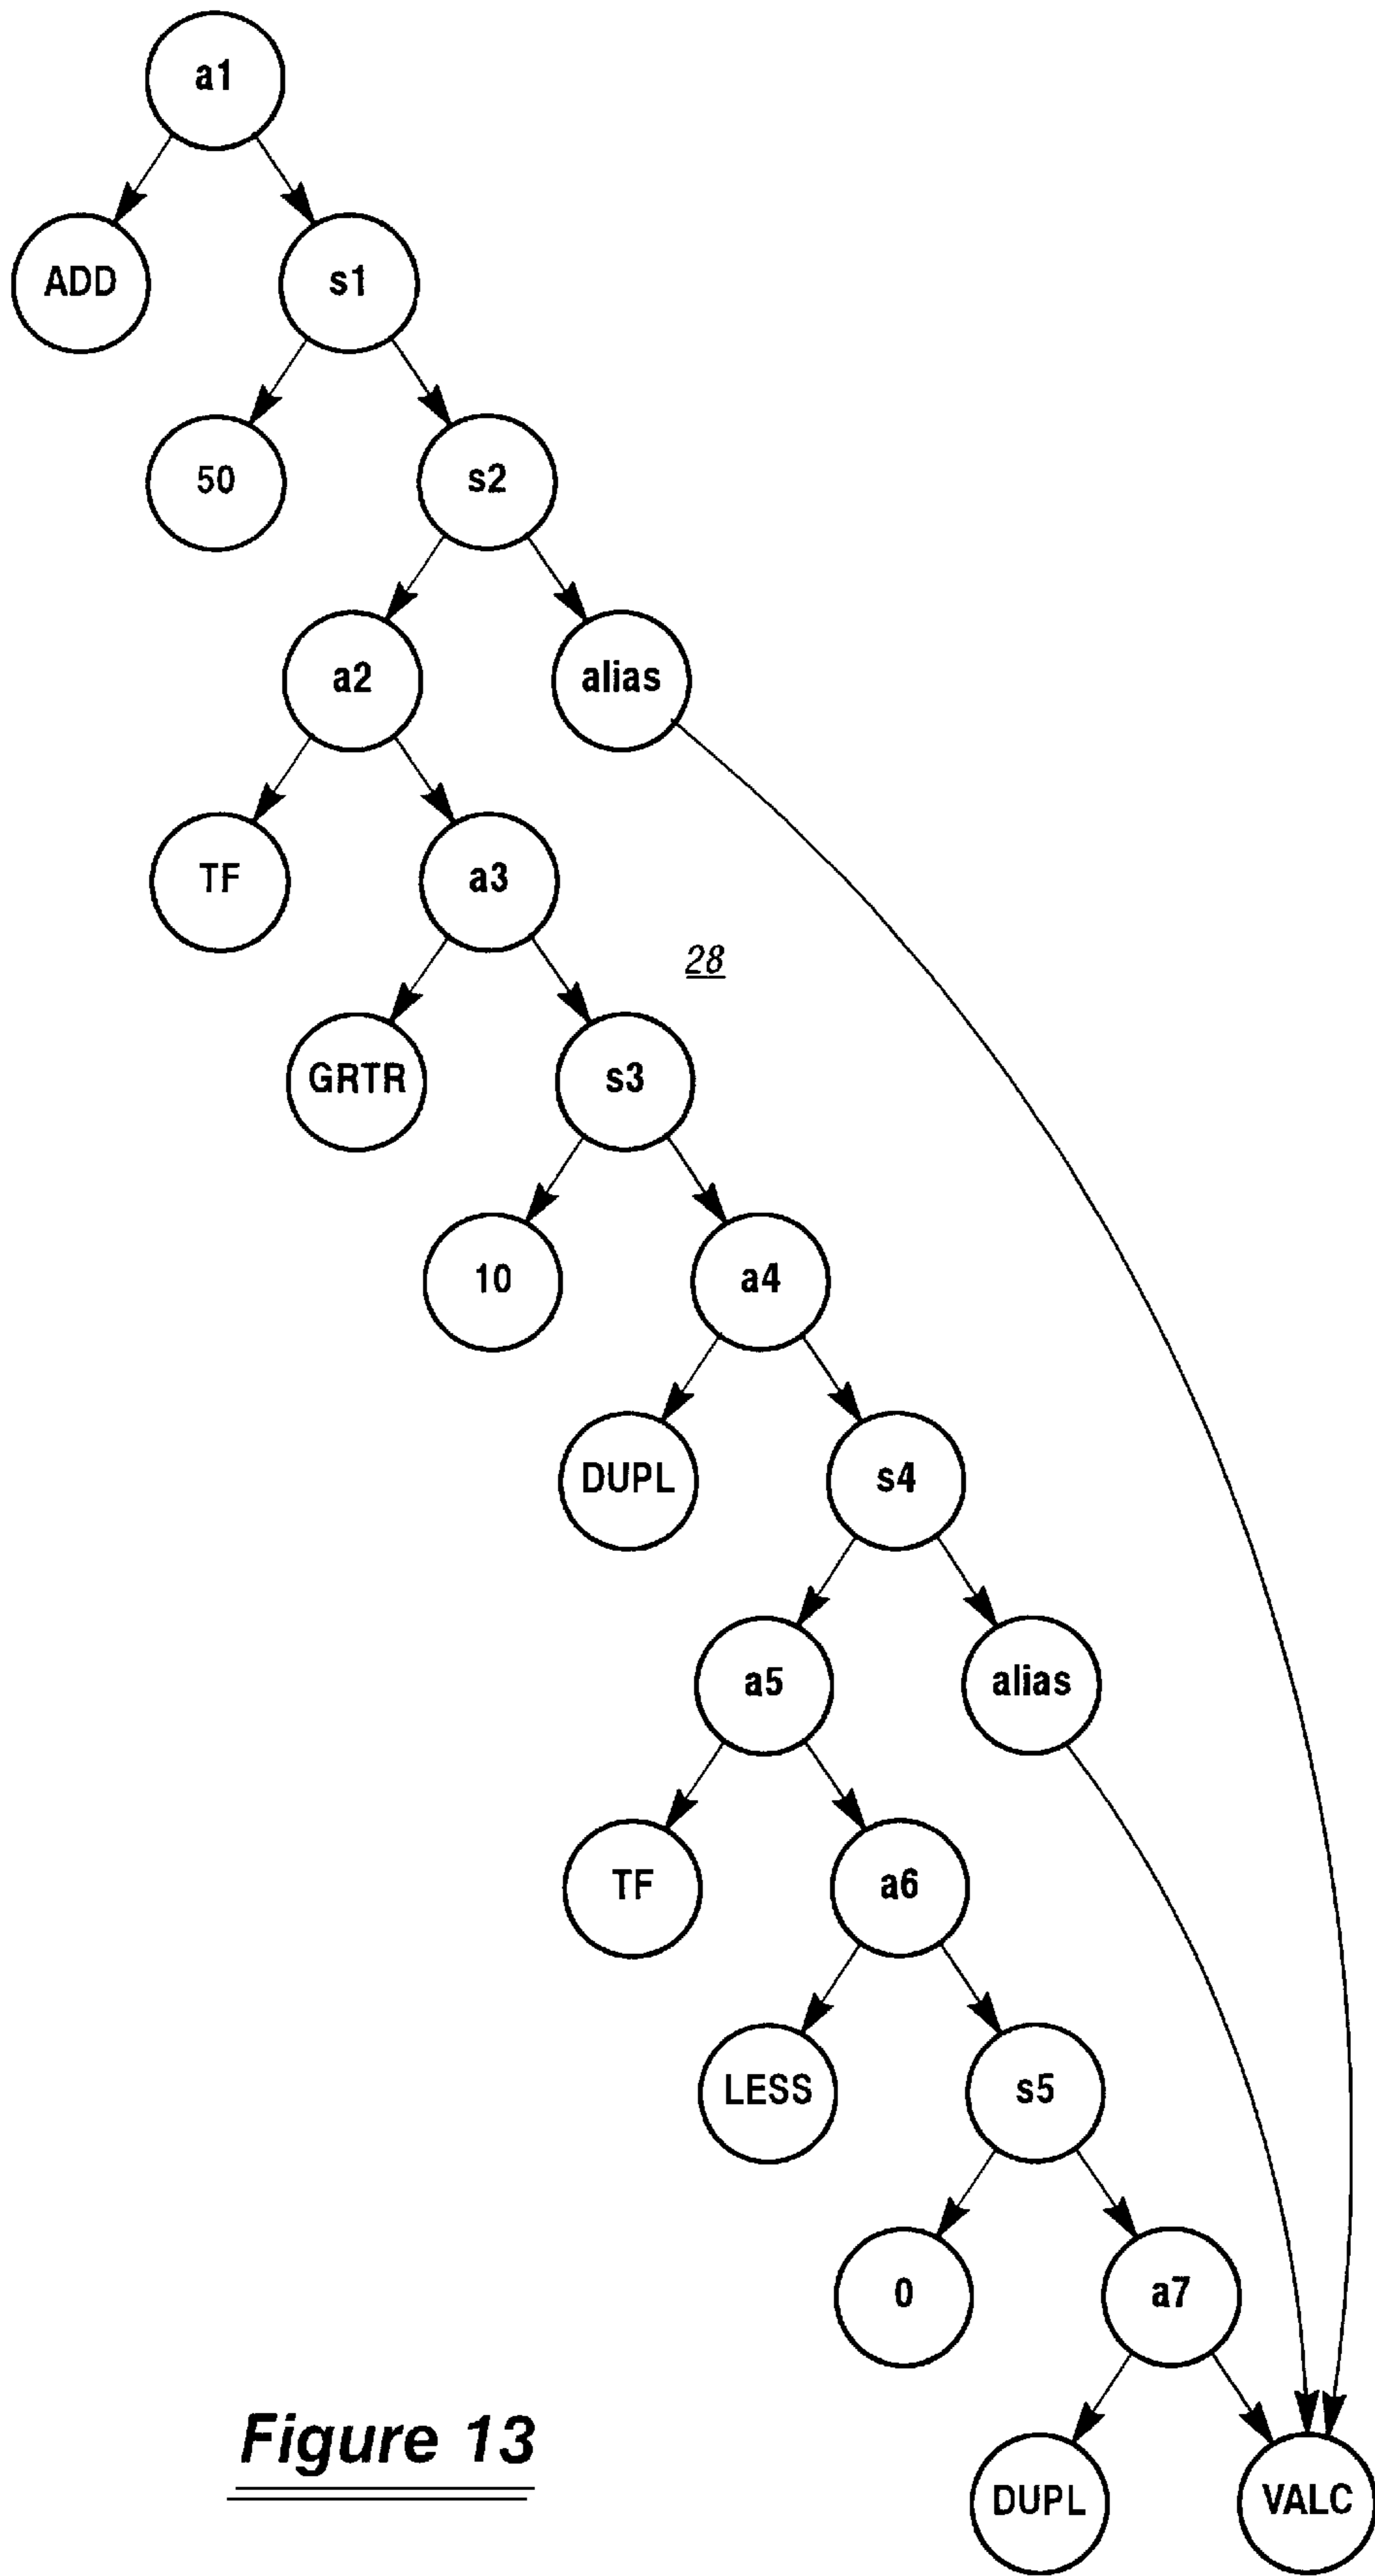 a1
ADD
s1
50
s2
a2
alias
TF
a3
28
GRTR
s3
10
a4
DUPL
s4
a5
alias
TF
a6
LESS
s5
0
a7
Figure 13
DUPL
VALC